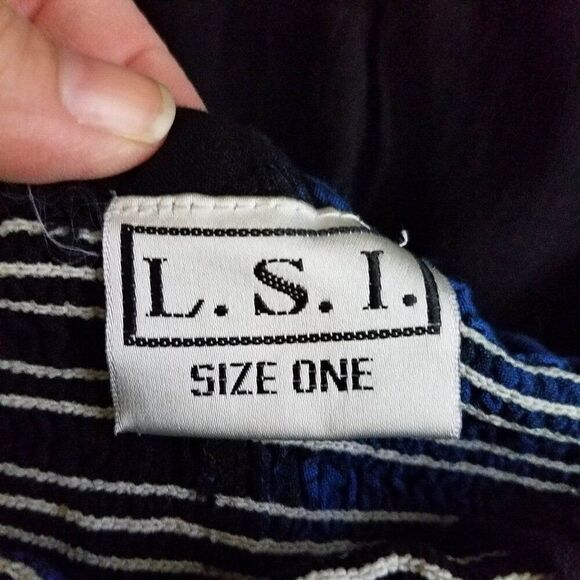 L. S. I.
SIZE ONE